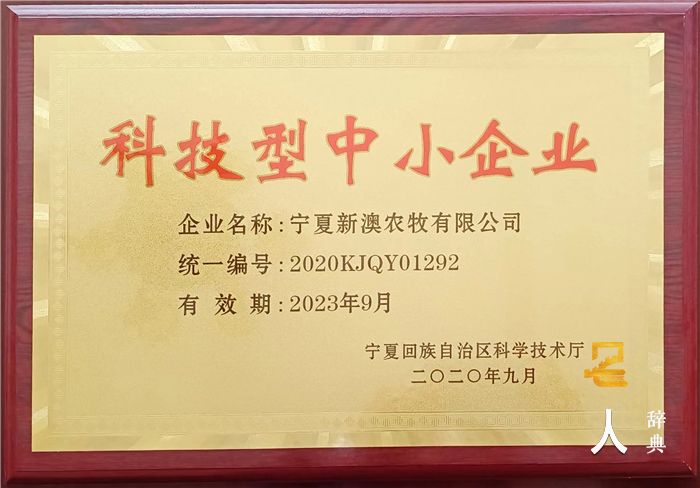 科技型中小企业
企业名称:宁夏新澳农牧有限公司
统一编号:2020KJQY01292
有 效 期:2023年9月
宁夏回族自治区科学技术厅
二〇二〇年九月
人 辞典